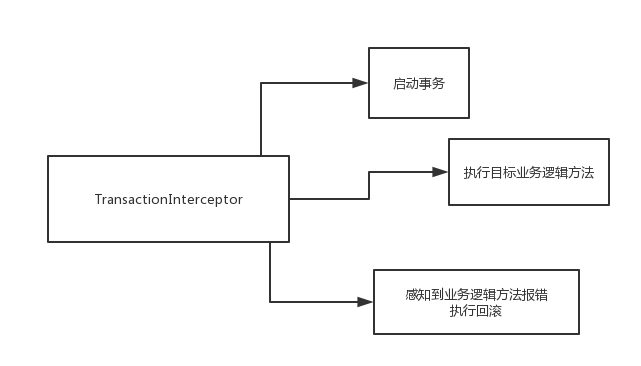 启动事务
执行目标业务逻辑方法
TransactionInterceptor
感知到业务逻辑方法报错
执行回滚